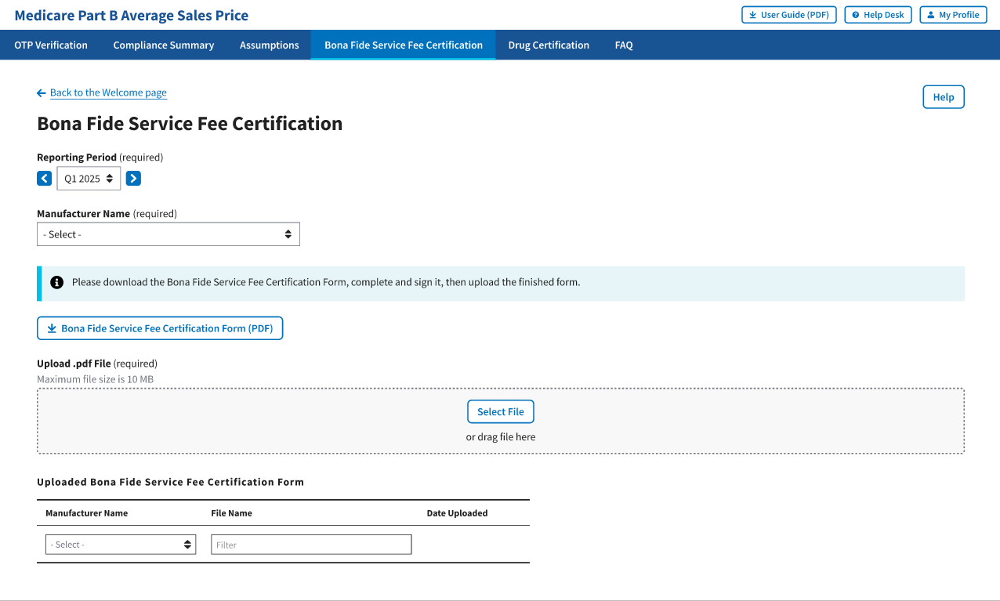 Medicare Part B Average Sales Price
User Guide (PDF)
Help Desk
My Profile
OTP Verification
Compliance Summary
Assumptions
Bona Fide Service Fee Certification
Drug Certification
FAQ
Back to the Welcome page
Help
Bona Fide Service Fee Certification
Reporting Period (required)
Q1 2025
Manufacturer Name (required)
- Select -
Please download the Bona Fide Service Fee Certification Form, complete and sign it, then upload the finished form.
Bona Fide Service Fee Certification Form (PDF)
Upload .pdf File (required)
Maximum file size is 10 MB
Select File
or drag file here
Uploaded Bona Fide Service Fee Certification Form
Manufacturer Name
File Name
Date Uploaded
- Select -
Filter